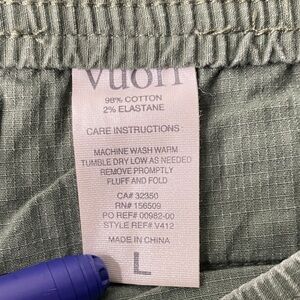 vuori
98% COTTON
2% ELASTANE
CARE INSTRUCTIONS
MACHINE WASH WARM
TUMBLE DRY LOW AS NEEDED
REMOVE PROMPTLY
FLUFF AND FOLD
CA# 32350
RN# 156509
PO REF# 00982-00
STYLE REF# V412
MADE IN CHINA
L